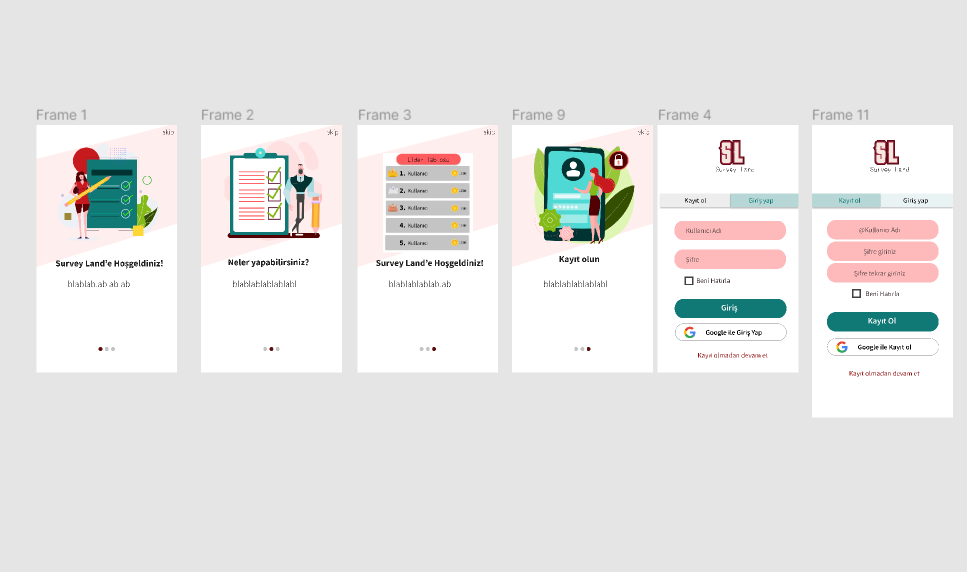 Frame 1
skip
Survey Land'e Hoşgeldiniz!
blablab.ab.ab.ab
Frame 2
skip
Neler yapabilirsiniz?
blablablablablabl
Frame 3
skip
Lider Tablosu
1. Kullanıcı
2. Kullanıcı
3. Kullanıcı
4. Kullanıcı
5. Kullanıcı
Survey Land'e Hoşgeldiniz!
blablablablab.ab
Frame 9
skip
Kayıt olun
blablablablablabl
Frame 4
SL
Survey Land
Kayıt ol
Giriş yap
Kullanıcı Adı
Şifre
Beni Hatırla
Giriş
Google ile Giriş Yap
Kayıt olmadan devam et
Frame 11
SL
Survey Land
Kayıt ol
Giriş yap
@Kullanıcı Adı
Şifre giriniz
Şifre tekrar giriniz
Beni Hatırla
Kayıt Ol
Google ile Kayıt ol
Kayıt olmadan devam et